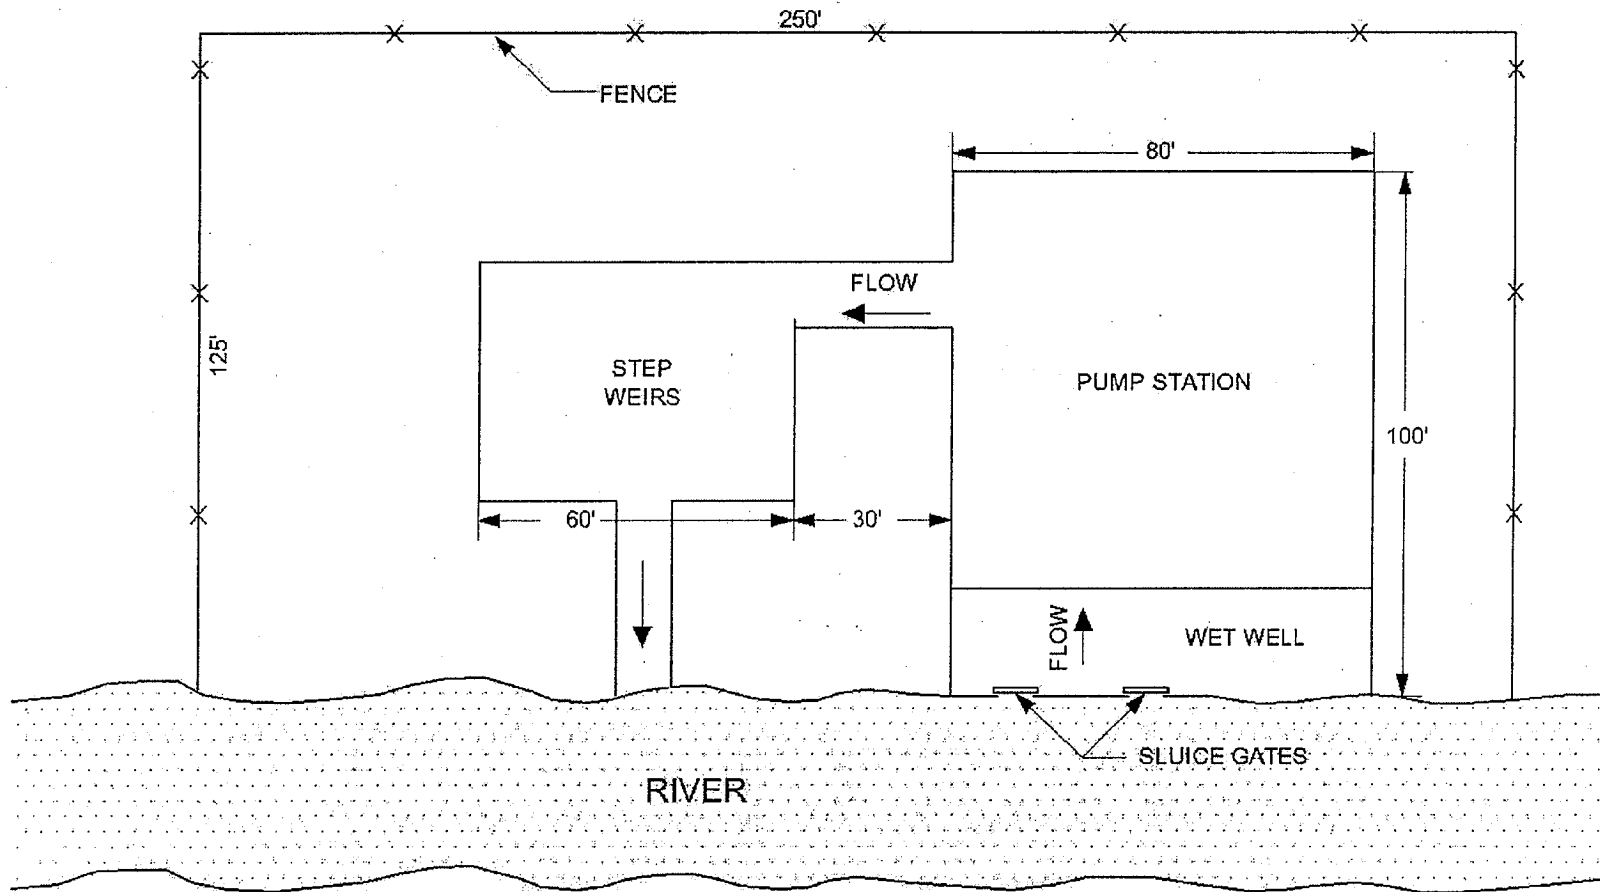 250'
FENCE
80'
FLOW
125'
STEP
WEIRS
PUMP STATION
100'
60'
30'
FLOW
WET WELL
SLUICE GATES
RIVER